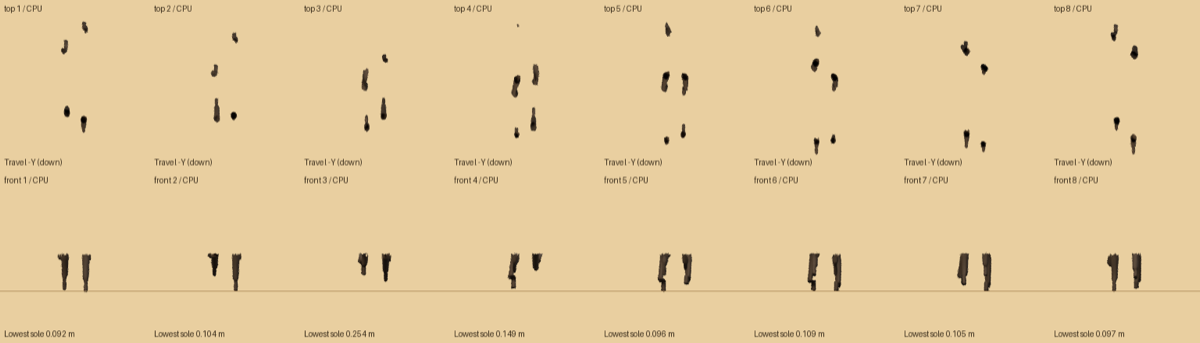 top 1 / CPU
top 2 / CPU
top 3 / CPU
top 4 / CPU
top 5 / CPU
top 6 / CPU
top 7 / CPU
top 8 / CPU
Travel -Y (down)
Travel -Y (down)
Travel -Y (down)
Travel -Y (down)
Travel -Y (down)
Travel -Y (down)
Travel -Y (down)
Travel -Y (down)
front 1 / CPU
front 2 / CPU
front 3 / CPU
front 4 / CPU
front 5 / CPU
front 6 / CPU
front 7 / CPU
front 8 / CPU
Lowest sole 0.092 m
Lowest sole 0.104 m
Lowest sole 0.254 m
Lowest sole 0.149 m
Lowest sole 0.096 m
Lowest sole 0.109 m
Lowest sole 0.105 m
Lowest sole 0.097 m